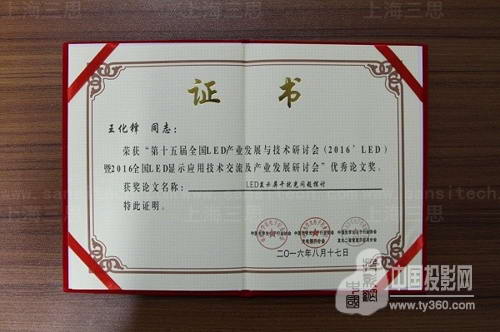 上海三思
上海三思
上海三思
证 书
王化锋 同志：
荣获“第十五届全国LED产业发展与技术研讨会（2016'LED）
暨2016全国LED显示应用技术交流及产业发展研讨会”优秀论文奖。
获奖论文名称： LED显示屏干扰光问题探讨
特此证明。
二〇一六年八月十七日
中国投影网
www.ty360.com